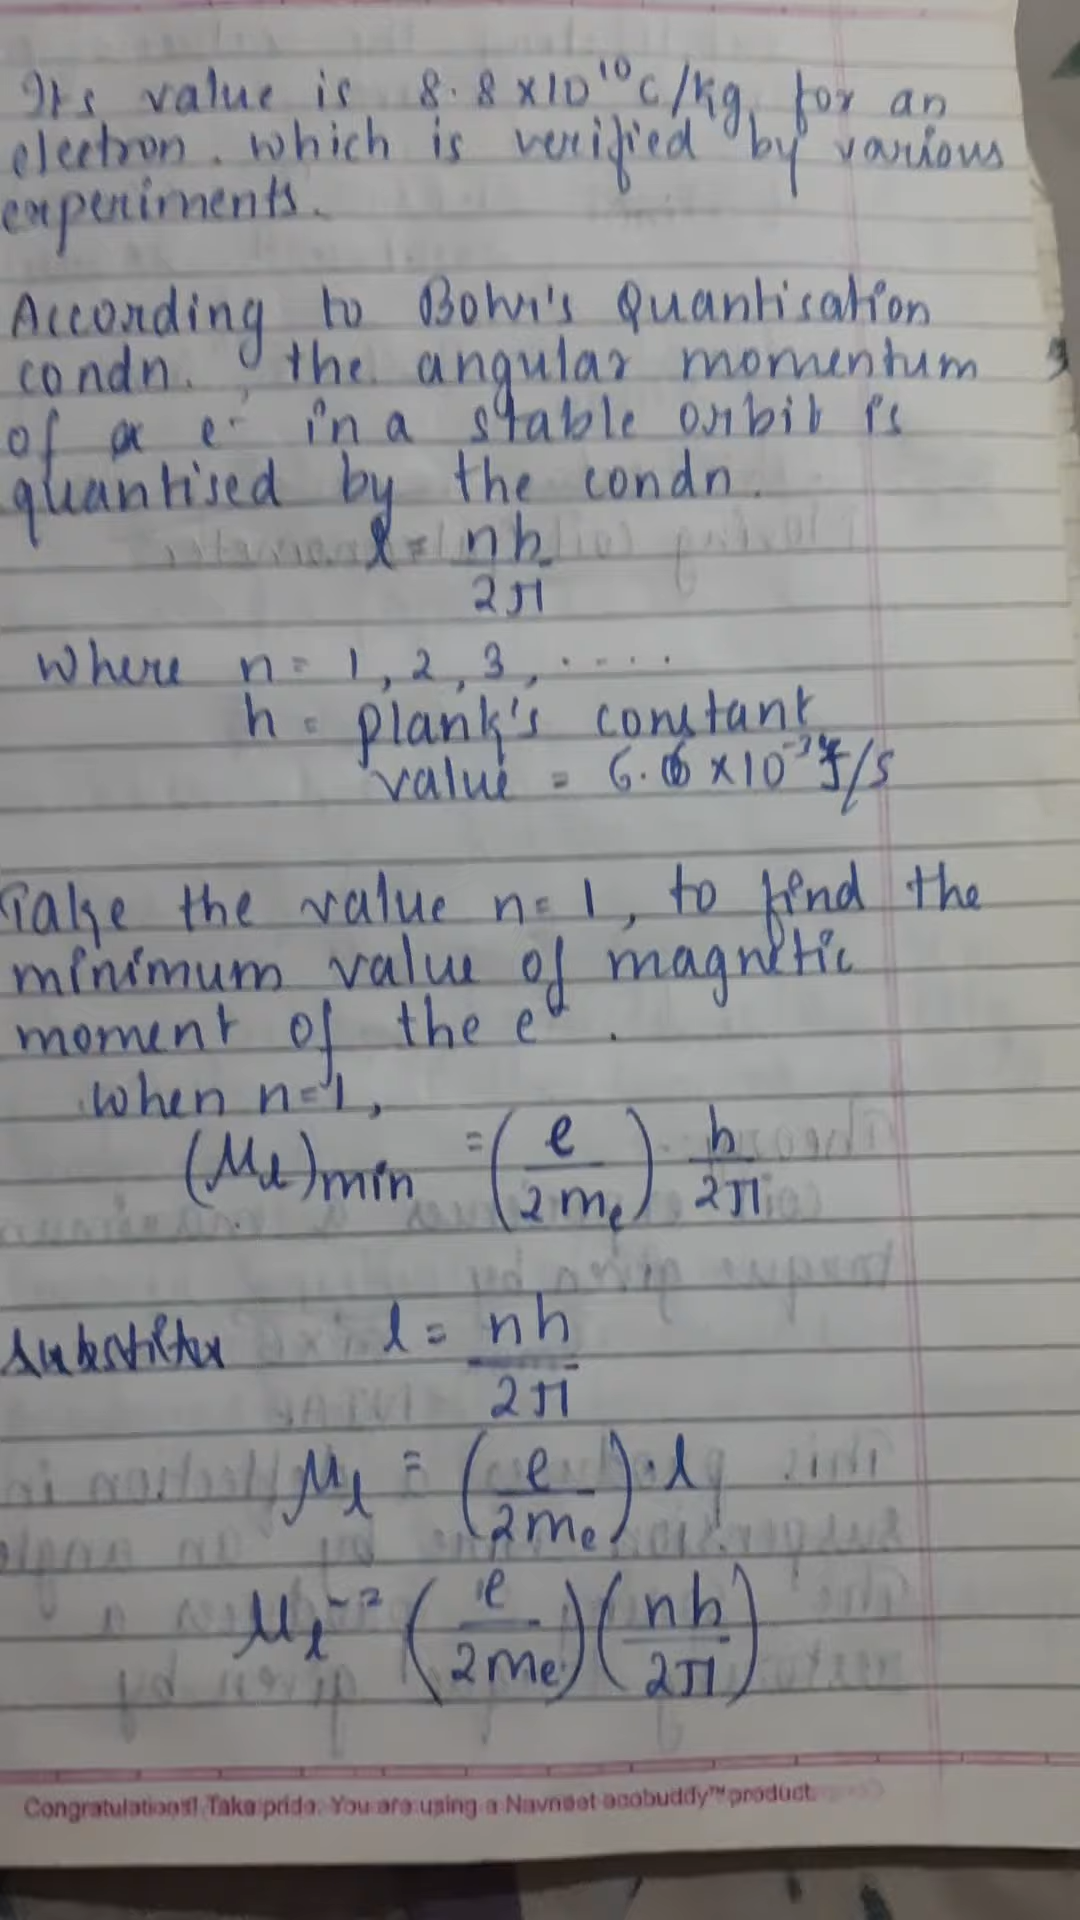 Its value is 8.8 x 10¹⁰ C/kg for an
electron. which is verified by various
experiments.
According to Bohr's Quantisation
condn. the angular momentum
of a e⁻ in a stable orbit is
quantised by the condn.
l = nh
2π
Where n = 1, 2, 3, .....
h = plank's constant
value = 6.6 x 10⁻³⁴ J/s
Take the value n = 1, to find the
minimum value of magnetic
moment of the e⁻.
when n = 1,
(μl)min = (e/2me) . h/2π
l = nh
2π
μl = (e/2me) . l
μl = (e/2me) (nh/2π)
Congratulations! Take pride. You are using a Navneet ecobuddy™ product.